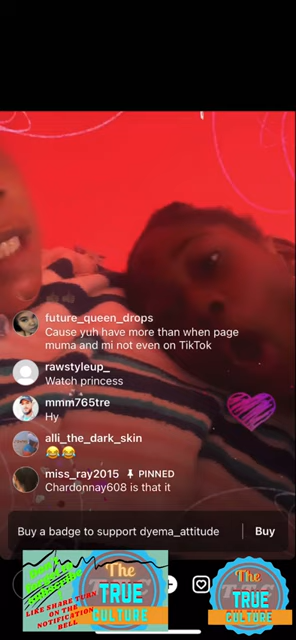 future_queen_drops
Cause yuh have more than when page
muma and mi not even on TikTok
rawstyleup_
Watch princess
mmm765tre
Hy
alli_the_dark_skin
😂😂
miss_ray2015 📌 PINNED
Chardonnay608 is that it
Buy a badge to support dyema_attitude
Buy
LIKE SHARE TURN
ON THE
NOTIFICATION
BELL
The
TRUE
CULTURE
The
TRUE
CULTURE